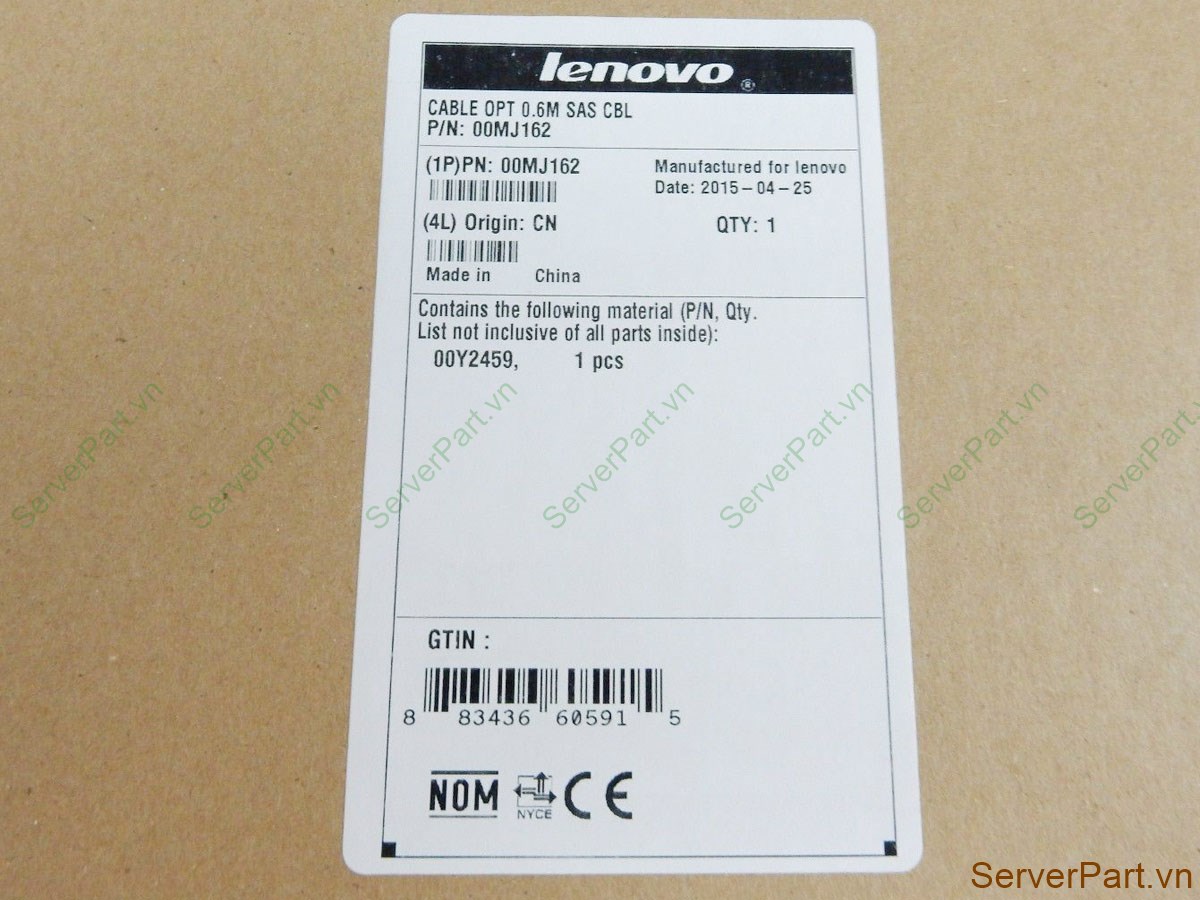 lenovo ®
CABLE OPT 0.6M SAS CBL
P/N: 00MJ162
(1P)PN: 00MJ162
Manufactured for lenovo
Date: 2015-04-25
(4L) Origin: CN
QTY: 1
Made in China
Contains the following material (P/N, Qty.
List not inclusive of all parts inside):
00Y2459, 1 pcs
ServerPart.vn ServerPart.vn ServerPart.vn ServerPart.vn ServerPart.vn ServerPart.vn ServerPart.vn
GTIN :
8 83436 60591 5
NOM NYCE CE
ServerPart.vn